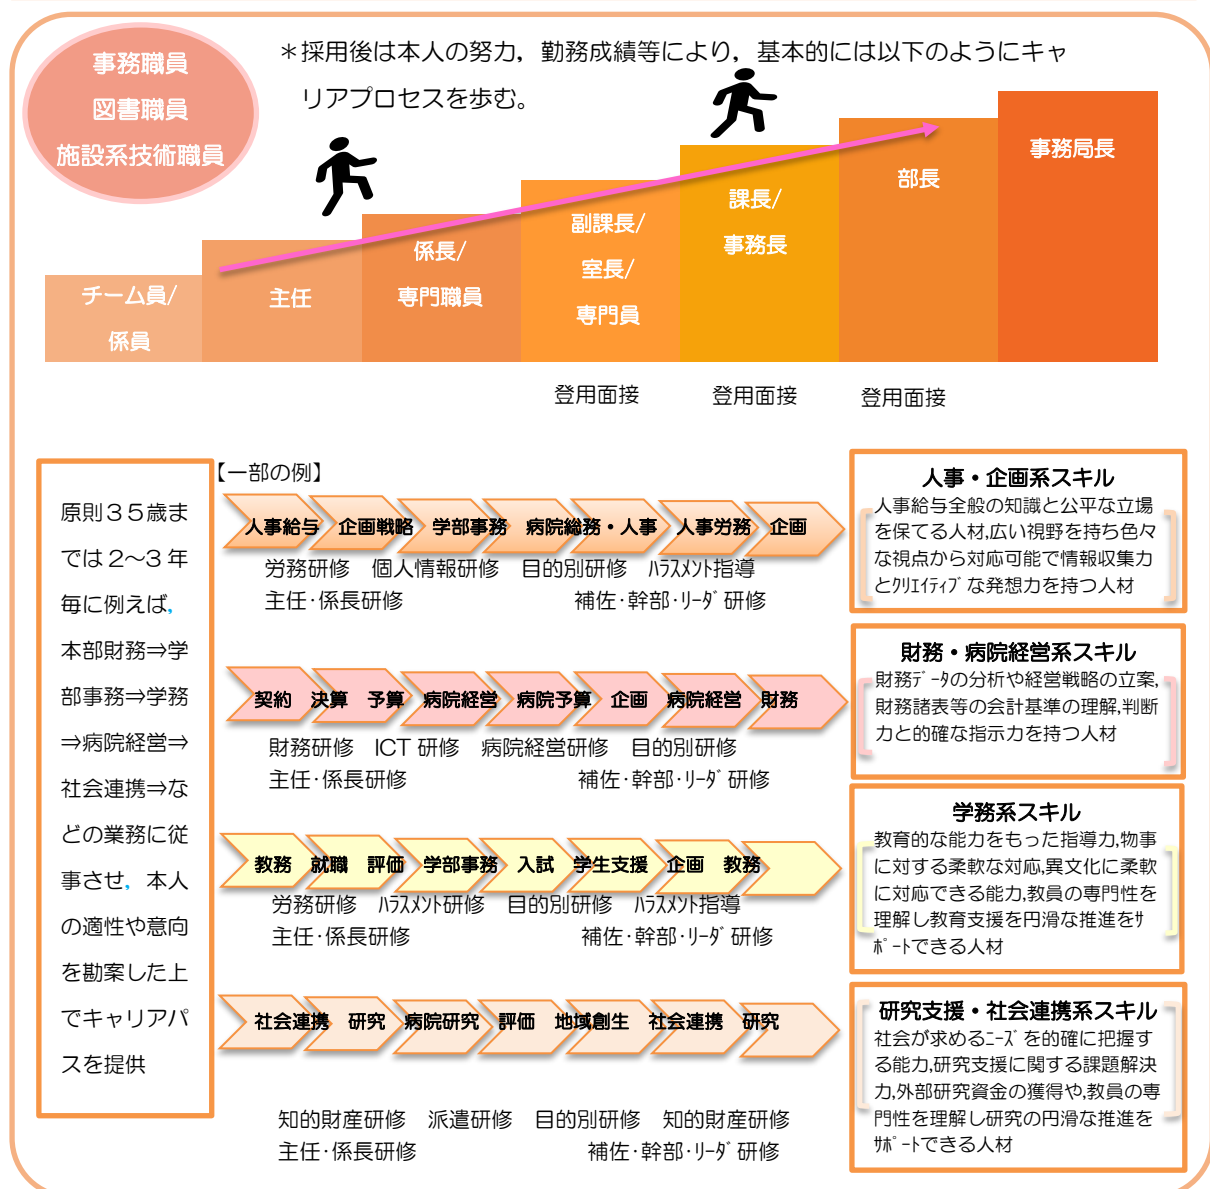 事務職員
図書職員
施設系技術職員
＊採用後は本人の努力，勤務成績等により，基本的には以下のようにキャ
リアプロセスを歩む。
チーム員/
係員
主任
係長/
専門職員
副課長/
室長/
専門員
課長/
事務長
部長
事務局長
登用面接
登用面接
登用面接
原則３５歳ま
では２～３年
毎に例えば，
本部財務⇒学
部事務⇒学務
⇒病院経営⇒
社会連携⇒な
どの業務に従
事させ，本人
の適性や意向
を勘案した上
でキャリアパ
スを提供
【一部の例】
人事給与 企画戦略 学部事務 病院総務・人事 人事労務 企画
労務研修 個人情報研修 目的別研修 ﾊﾗｽﾒﾝﾄ指導
主任･係長研修 補佐･幹部･ﾘｰﾀﾞ研修
人事・企画系スキル
人事給与全般の知識と公平な立場
を保てる人材,広い視野を持ち色々
な視点から対応可能で情報収集力
とｸﾘｴｲﾃｨﾌﾞな発想力を持つ人材
契約 決算 予算 病院経営 病院予算 企画 病院経営 財務
財務研修 ICT研修 病院経営研修 目的別研修
主任･係長研修 補佐･幹部･ﾘｰﾀﾞ研修
財務・病院経営系スキル
財務ﾃﾞｰﾀの分析や経営戦略の立案,
財務諸表等の会計基準の理解,判断
力と的確な指示力を持つ人材
教務 就職 評価 学部事務 入試 学生支援 企画 教務
労務研修 ﾊﾗｽﾒﾝﾄ研修 目的別研修 ﾊﾗｽﾒﾝﾄ指導
主任･係長研修 補佐･幹部･ﾘｰﾀﾞ研修
学務系スキル
教育的な能力をもった指導力,物事
に対する柔軟な対応,異文化に柔軟
に対応できる能力,教員の専門性を
理解し教育支援を円滑な推進をｻ
ﾎﾟｰﾄできる人材
社会連携 研究 病院研究 評価 地域創生 社会連携 研究
知的財産研修 派遣研修 目的別研修 知的財産研修
主任･係長研修 補佐･幹部･ﾘｰﾀﾞ研修
研究支援・社会連携系スキル
社会が求めるﾆｰｽﾞを的確に把握す
る能力,研究支援に関する課題解決
力,外部研究資金の獲得や,教員の専
門性を理解し研究の円滑な推進を
ｻﾎﾟｰﾄできる人材